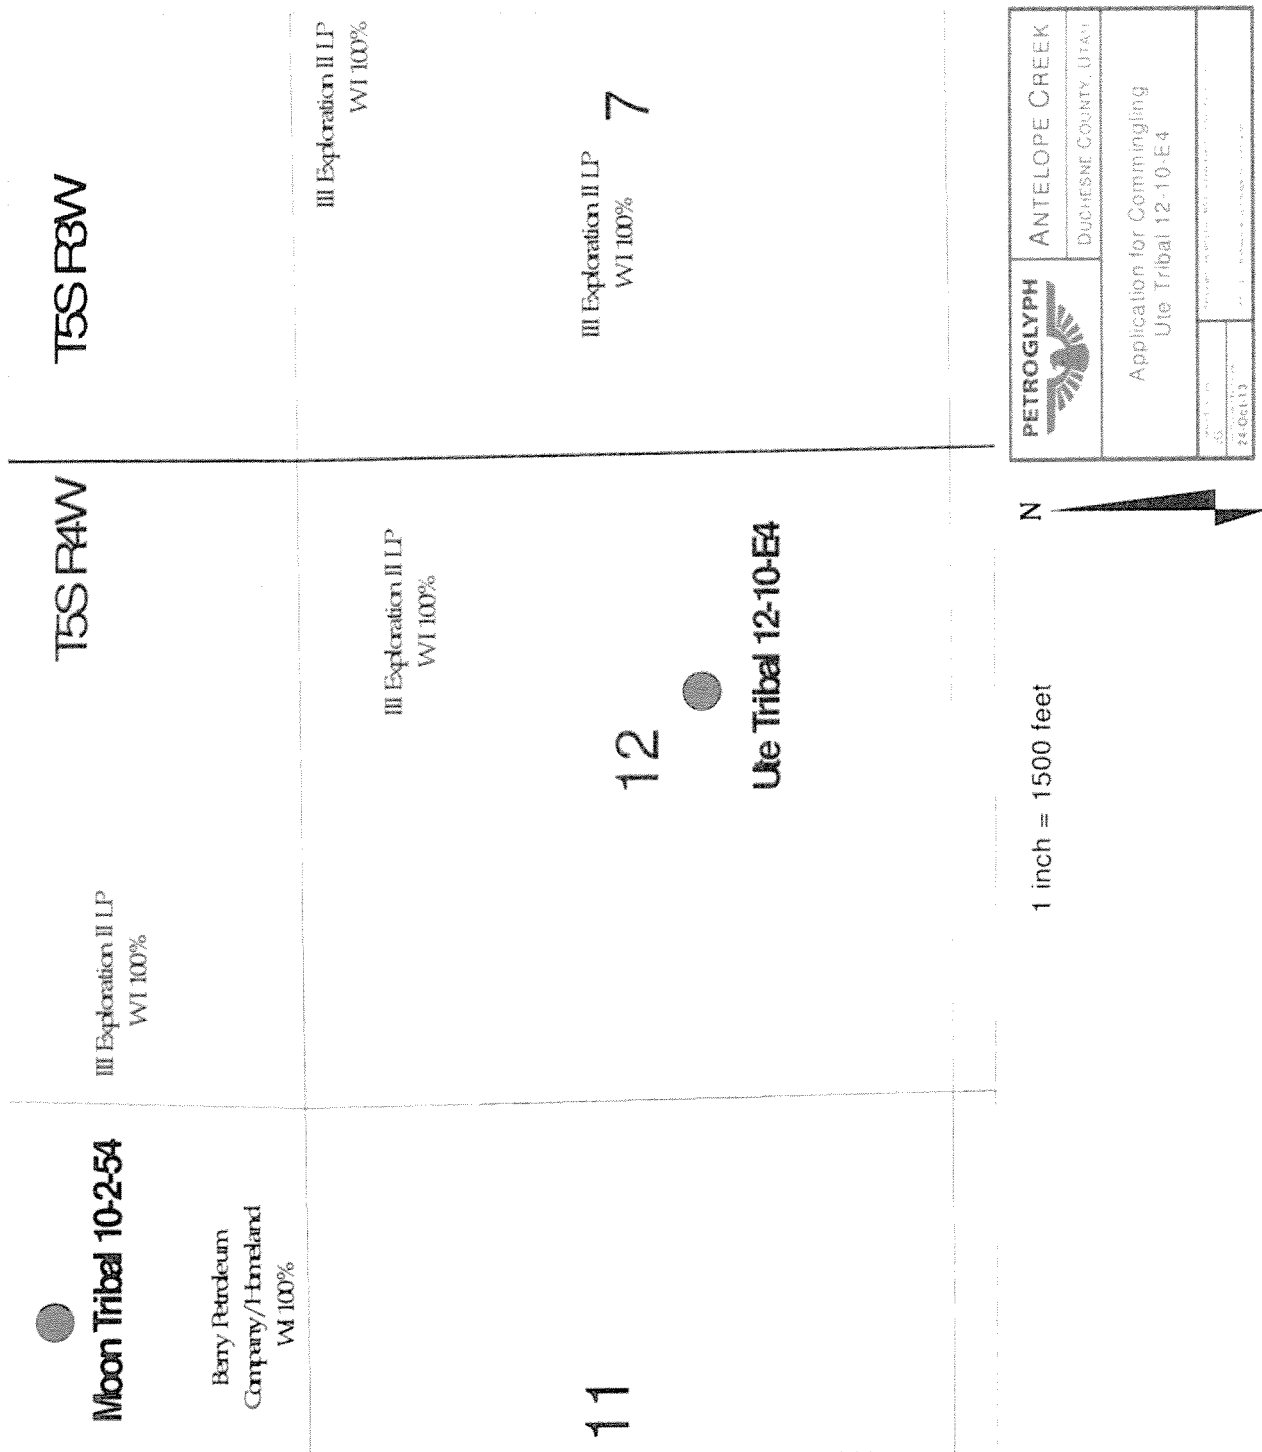 T5S R4W
T5S R3W
Moon Tribal 10-2-54
Berry Petroleum
Company/Homeland
WI 100%
III Exploration II LP
WI 100%
III Exploration II LP
WI 100%
III Exploration II LP
WI 100%
III Exploration II LP
WI 100%
11
12
7
Ute Tribal 12-10-E4
1 inch = 1500 feet
N
PETROGLYPH
ANTELOPE CREEK
DUCHESNE COUNTY, UTAH
Application for Commingling
Ute Tribal 12-10-E4
24-Oct-13